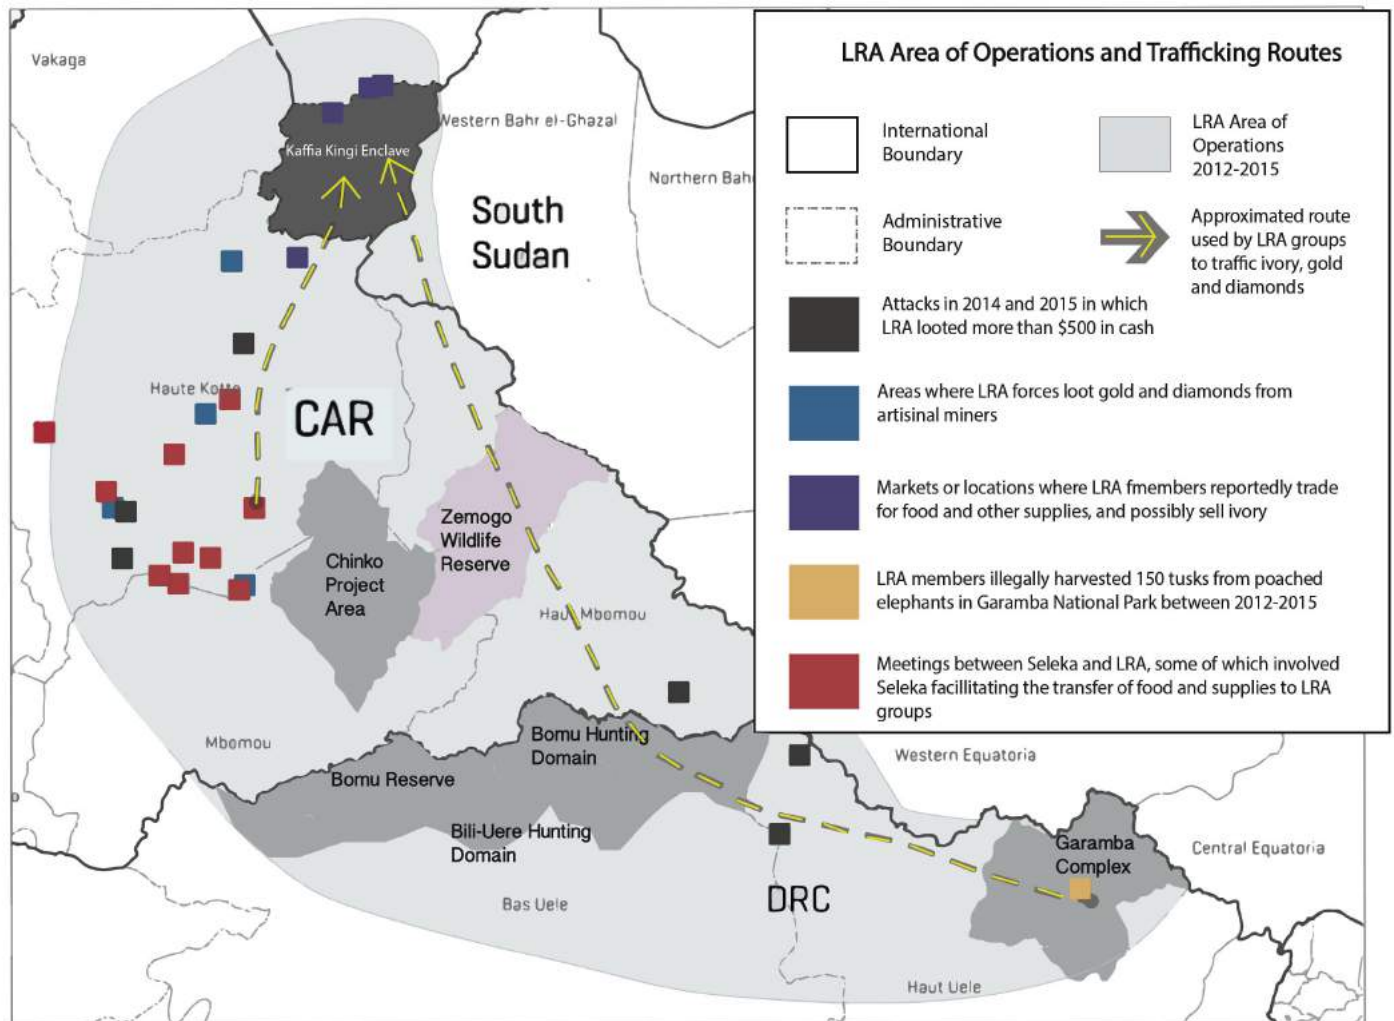 Vakaga
Western Bahr el-Ghazal
Kaffia Kingi Enclave
Northern Bah
South
Sudan
Haute Kotto
CAR
Zemogo
Wildlife
Reserve
Chinko
Project
Area
Haut Mbomou
Mbomou
Bomu Hunting
Domain
Bomu Reserve
Bili-Uere Hunting
Domain
Bas Uele
DRC
Western Equatoria
Garamba
Complex
Central Equatoria
Haut Uele
LRA Area of Operations and Trafficking Routes
International
Boundary
LRA Area of
Operations
2012-2015
Administrative
Boundary
Approximated route
used by LRA groups
to traffic ivory, gold
and diamonds
Attacks in 2014 and 2015 in which
LRA looted more than $500 in cash
Areas where LRA forces loot gold and diamonds from
artisinal miners
Markets or locations where LRA fmembers reportedly trade
for food and other supplies, and possibly sell ivory
LRA members illegally harvested 150 tusks from poached
elephants in Garamba National Park between 2012-2015
Meetings between Seleka and LRA, some of which involved
Seleka facillitating the transfer of food and supplies to LRA
groups